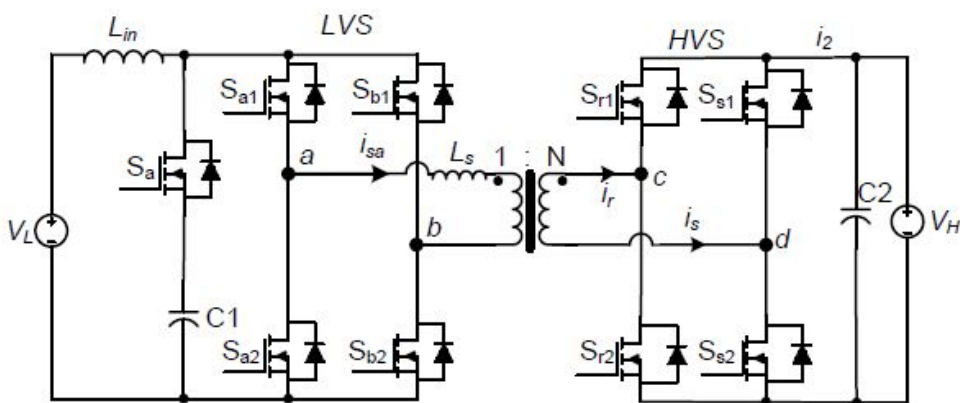 L_in
LVS
HVS
i_2
S_a1
S_b1
S_r1
S_s1
S_a
a
i_sa
L_s
1
:
N
i_r
c
C2
V_L
V_H
b
i_s
d
C1
S_a2
S_b2
S_r2
S_s2